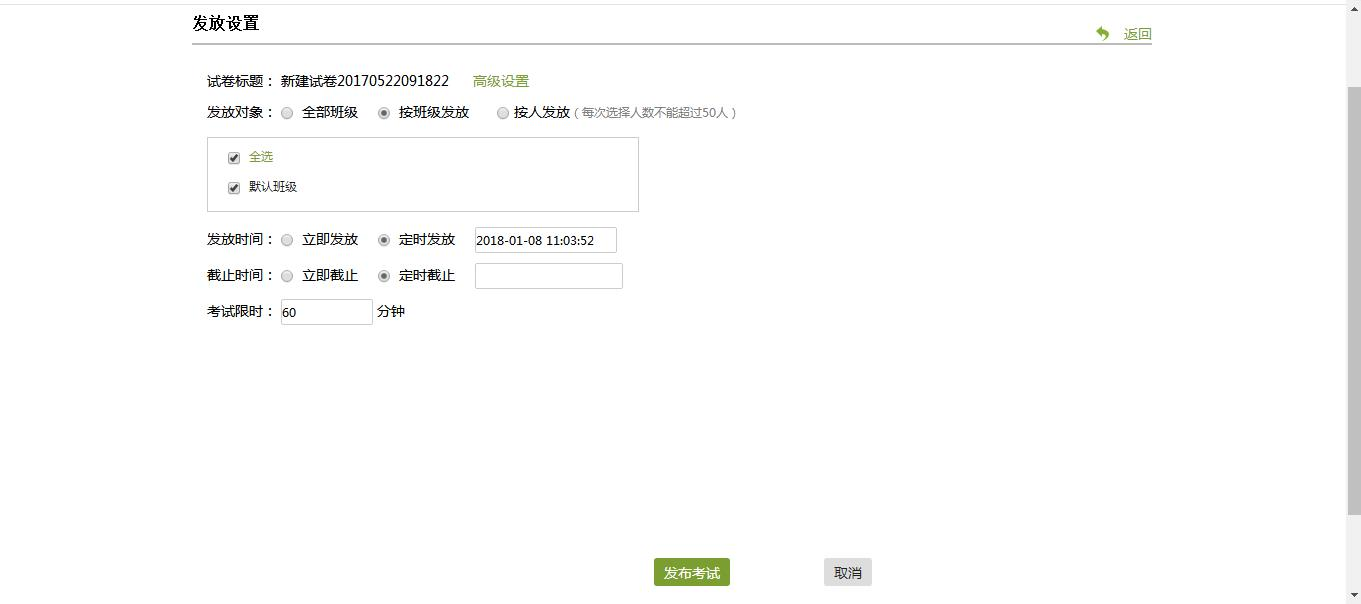 发放设置
返回
试卷标题： 新建试卷20170522091822 高级设置
发放对象： 全部班级 按班级发放 按人发放（每次选择人数不能超过50人）
全选
默认班级
发放时间： 立即发放 定时发放 2018-01-08 11:03:52
截止时间： 立即截止 定时截止
考试限时： 60 分钟
发布考试 取消